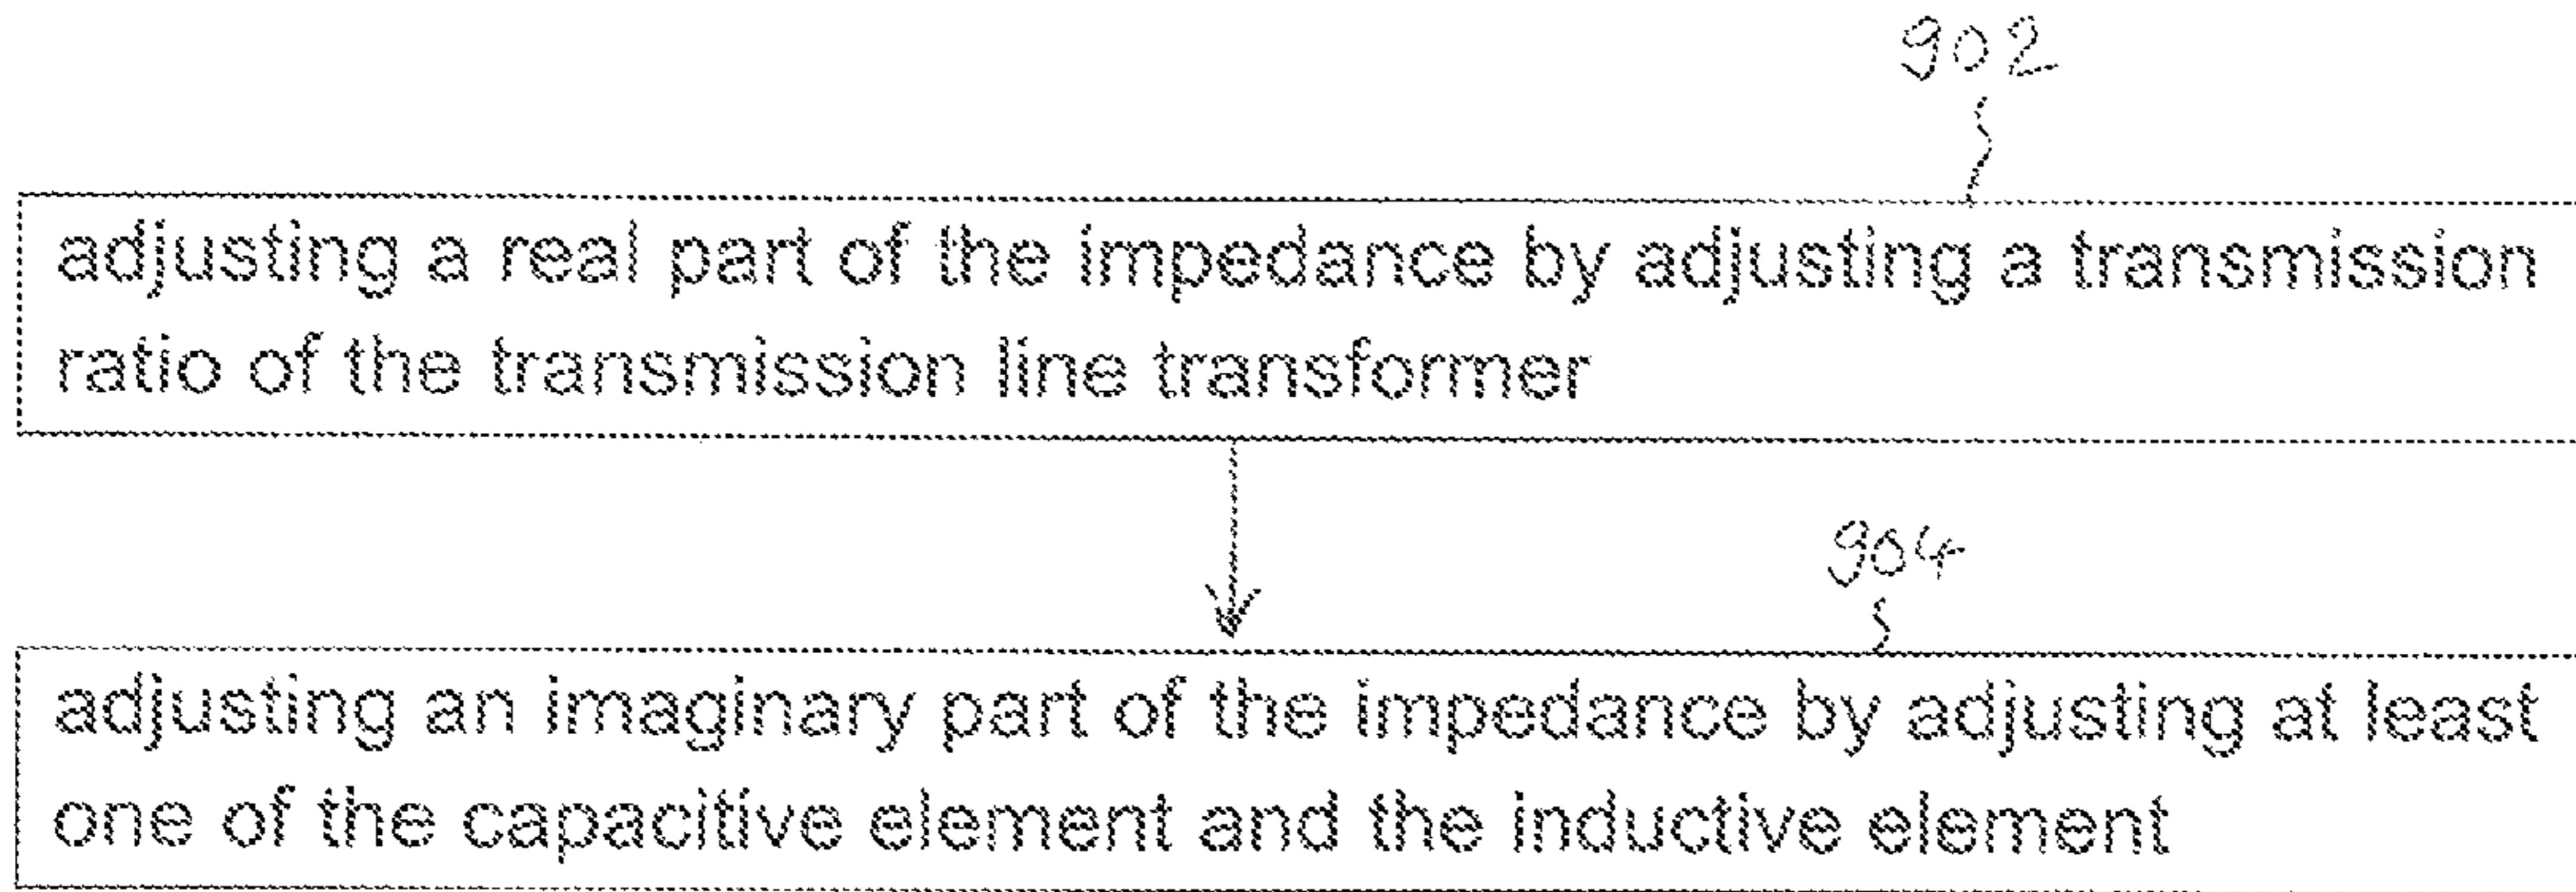 902
adjusting a real part of the impedance by adjusting a transmission
ratio of the transmission line transformer
904
adjusting an imaginary part of the impedance by adjusting at least
one of the capacitive element and the inductive element